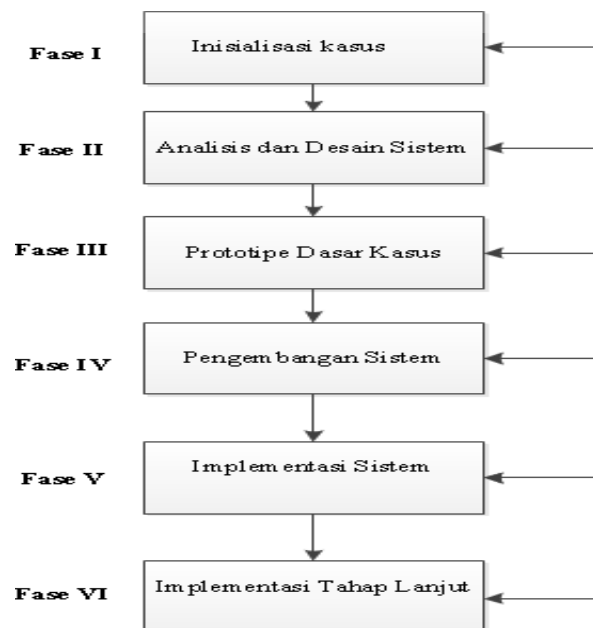 Fase I
Inisialisasi kasus
Fase II
Analisis dan Desain Sistem
Fase III
Prototipe Dasar Kasus
Fase IV
Pengembangan Sistem
Fase V
Implementasi Sistem
Fase VI
Implementasi Tahap Lanjut